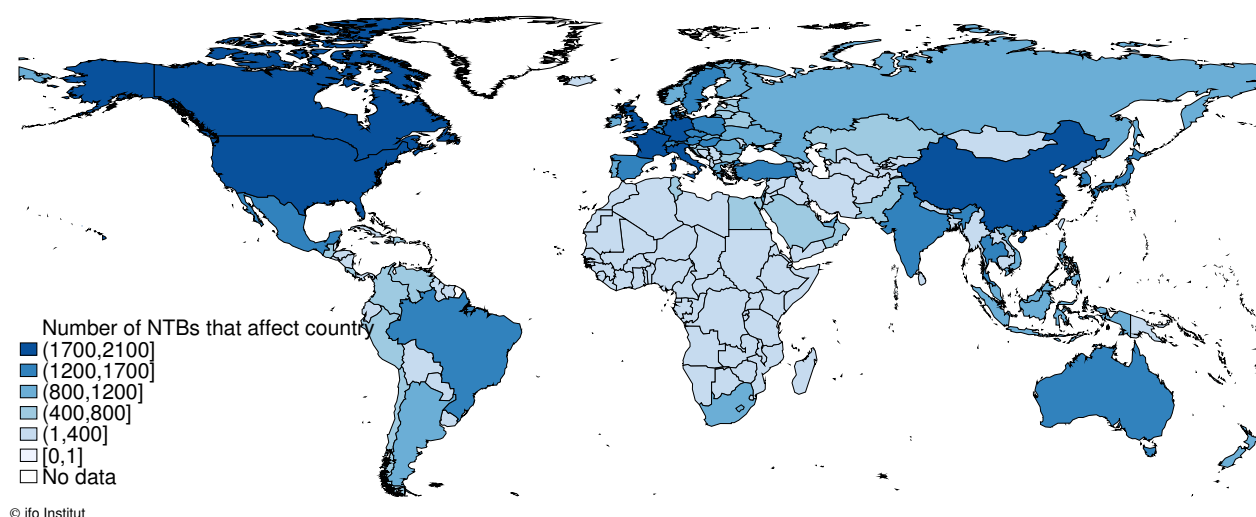 Number of NTBs that affect country
(1700,2100]
(1200,1700]
(800,1200]
(400,800]
(1,400]
[0,1]
No data
© ifo Institut